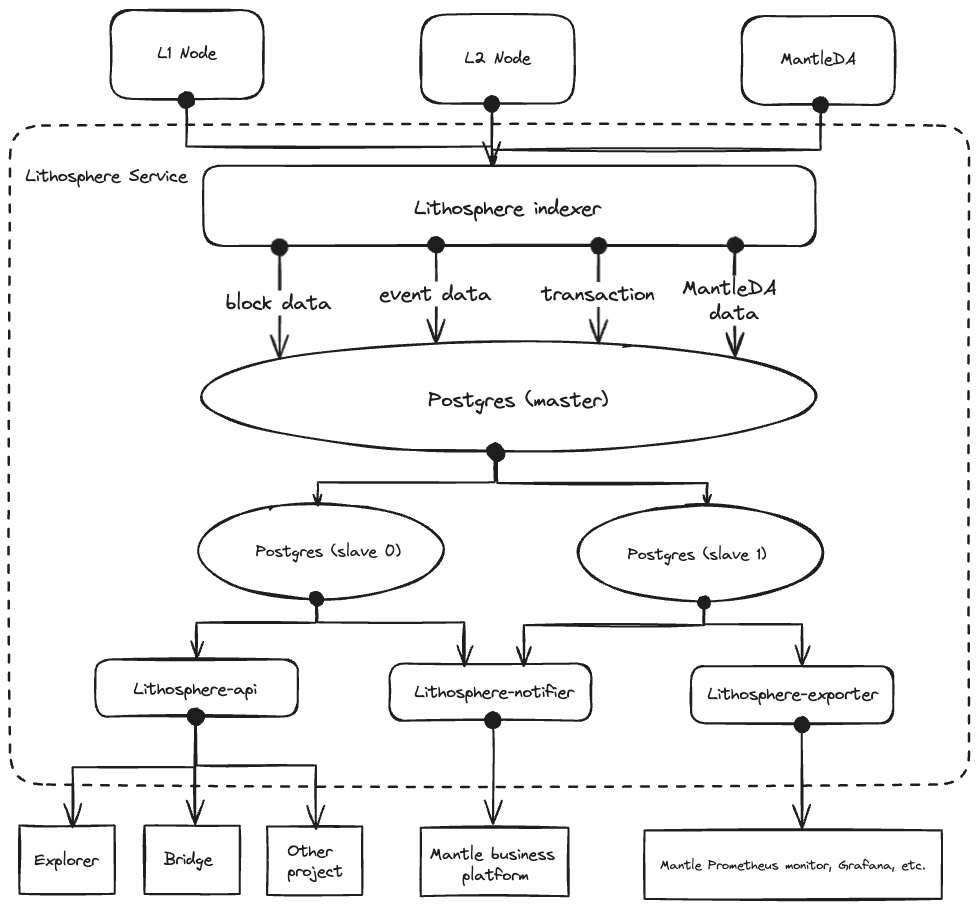 L1 Node
L2 Node
MantleDA
Lithosphere Service
Lithosphere indexer
block data
event data
transaction
MantleDA
data
Postgres (master)
Postgres (slave 0)
Postgres (slave 1)
Lithosphere-api
Lithosphere-notifier
Lithosphere-exporter
Explorer
Bridge
Other
project
Mantle business
platform
Mantle Prometheus monitor, Grafana, etc.